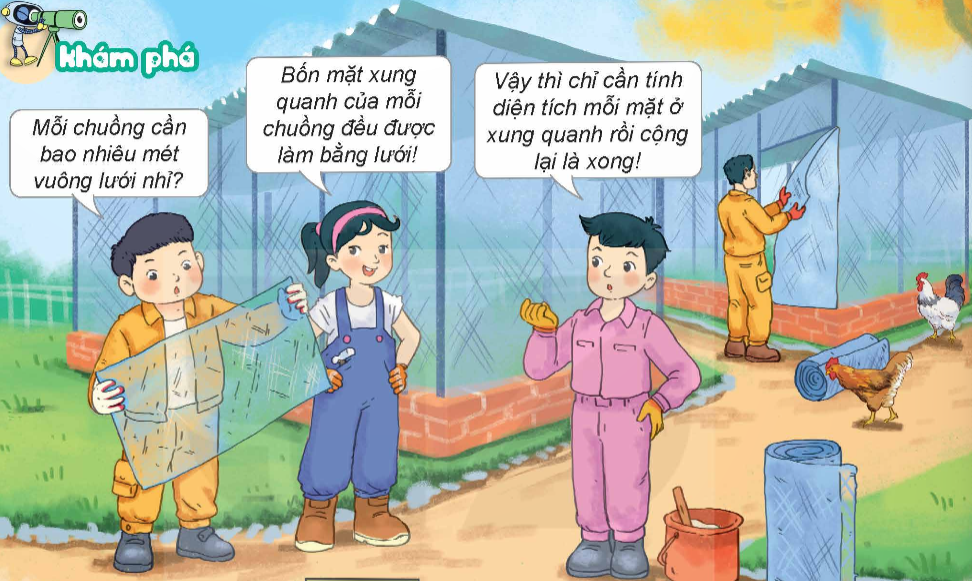 Khám phá
Mỗi chuồng cần
bao nhiêu mét
vuông lưới nhỉ?
Bốn mặt xung
quanh của mỗi
chuồng đều được
làm bằng lưới!
Vậy thì chỉ cần tính
diện tích mỗi mặt ở
xung quanh rồi cộng
lại là xong!